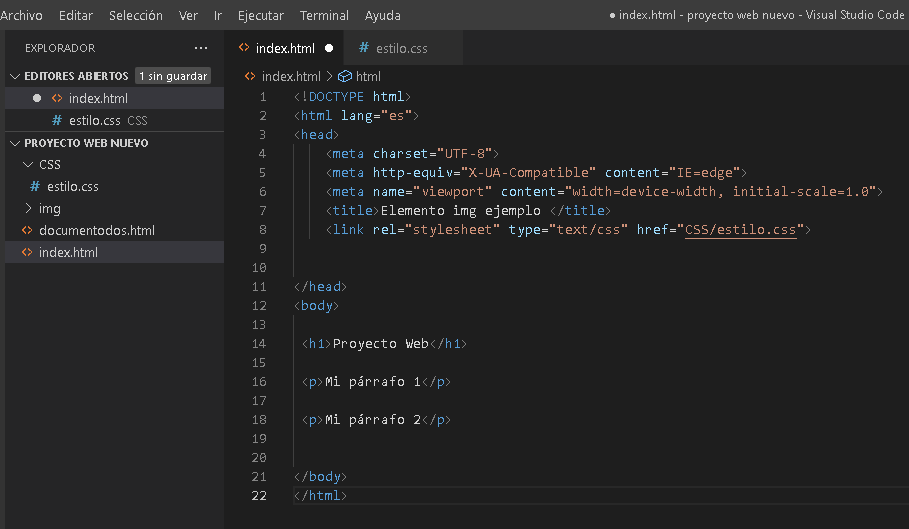 Archivo Editar Selección Ver Ir Ejecutar Terminal Ayuda
● index.html - proyecto web nuevo - Visual Studio Code
EXPLORADOR ···
EDITORES ABIERTOS 1 sin guardar
● <> index.html
# estilo.css CSS
PROYECTO WEB NUEVO
CSS
# estilo.css
> img
<> documentodos.html
<> index.html
<> index.html ● # estilo.css
<> index.html > html
1 <!DOCTYPE html>
2 <html lang="es">
3 <head>
4 <meta charset="UTF-8">
5 <meta http-equiv="X-UA-Compatible" content="IE=edge">
6 <meta name="viewport" content="width=device-width, initial-scale=1.0">
7 <title>Elemento img ejemplo </title>
8 <link rel="stylesheet" type="text/css" href="CSS/estilo.css">
9
10
11 </head>
12 <body>
13
14 <h1>Proyecto Web</h1>
15
16 <p>Mi párrafo 1</p>
17
18 <p>Mi párrafo 2</p>
19
20
21 </body>
22 </html>